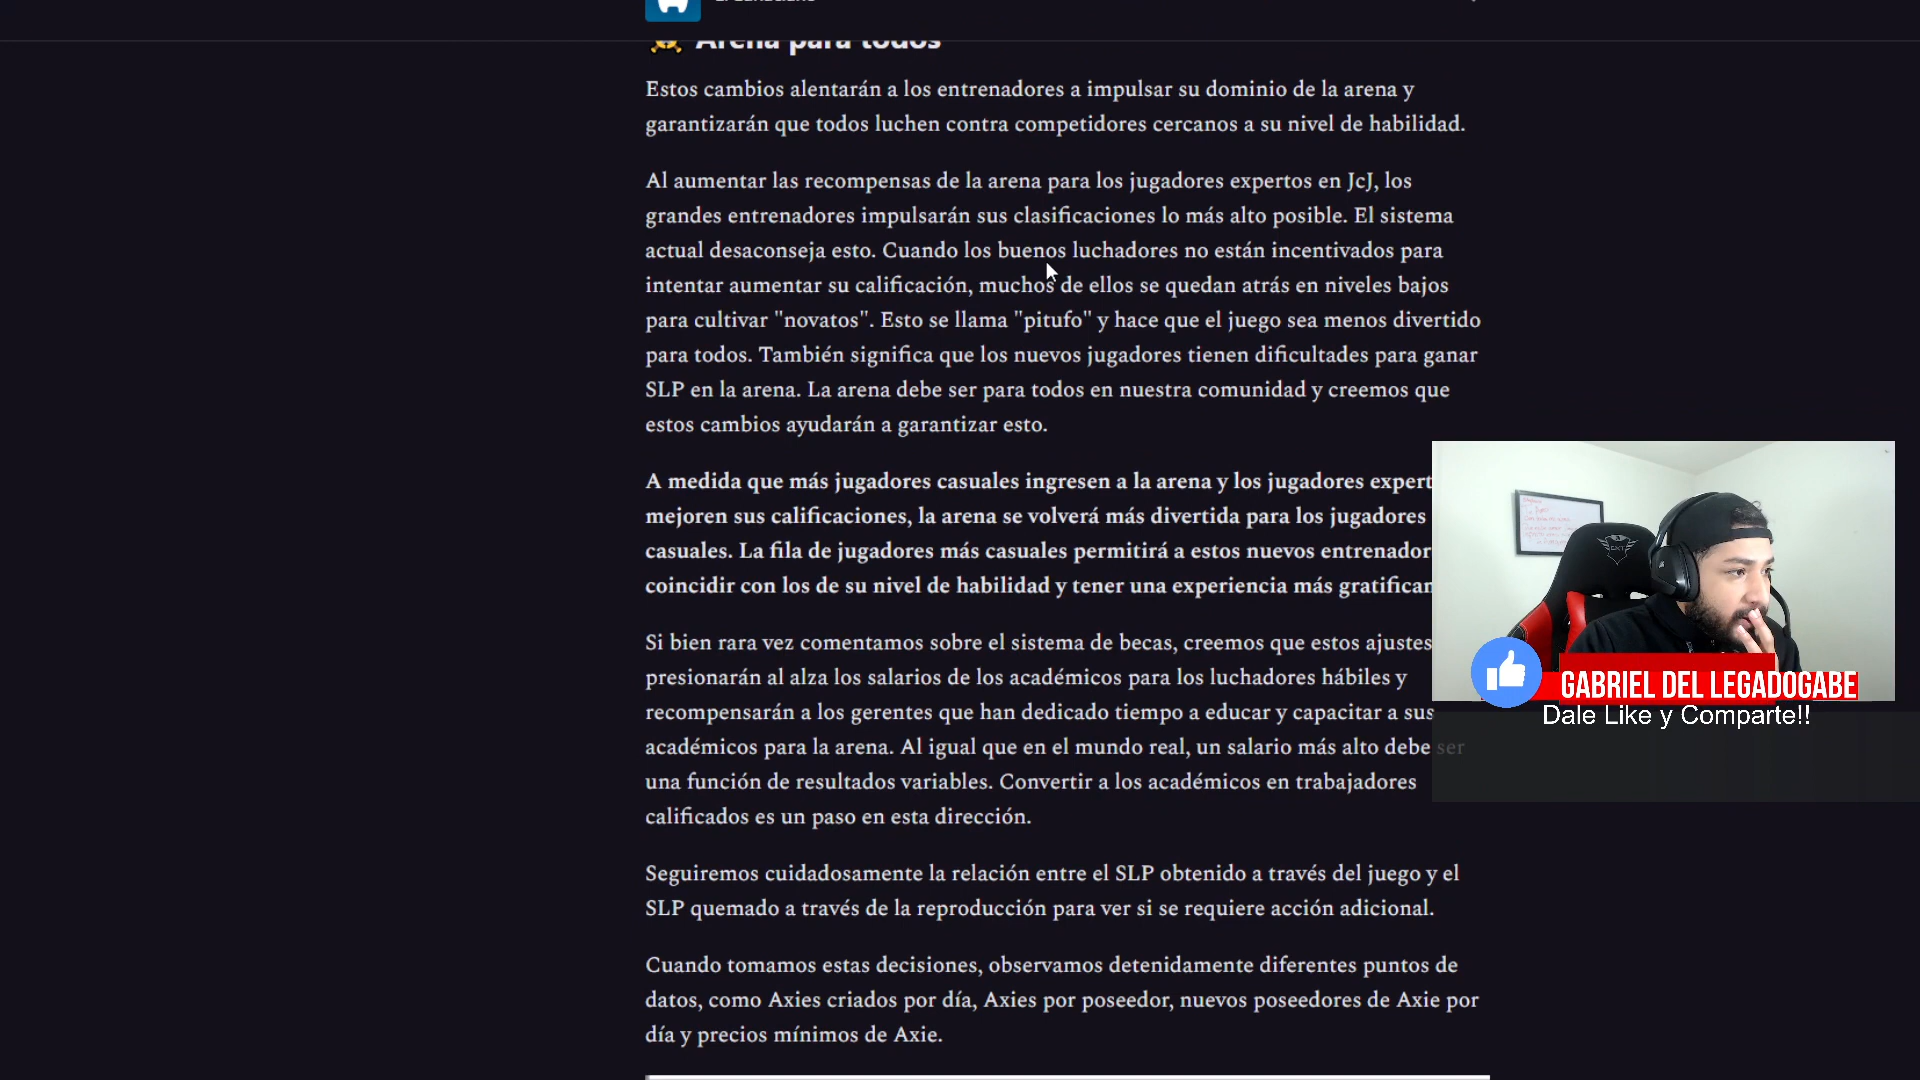 Arena para todos
Estos cambios alentarán a los entrenadores a impulsar su dominio de la arena y
garantizarán que todos luchen contra competidores cercanos a su nivel de habilidad.
Al aumentar las recompensas de la arena para los jugadores expertos en JcJ, los
grandes entrenadores impulsarán sus clasificaciones lo más alto posible. El sistema
actual desaconseja esto. Cuando los buenos luchadores no están incentivados para
intentar aumentar su calificación, muchos de ellos se quedan atrás en niveles bajos
para cultivar "novatos". Esto se llama "pitufo" y hace que el juego sea menos divertido
para todos. También significa que los nuevos jugadores tienen dificultades para ganar
SLP en la arena. La arena debe ser para todos en nuestra comunidad y creemos que
estos cambios ayudarán a garantizar esto.
A medida que más jugadores casuales ingresen a la arena y los jugadores expert
mejoren sus calificaciones, la arena se volverá más divertida para los jugadores
casuales. La fila de jugadores más casuales permitirá a estos nuevos entrenador
coincidir con los de su nivel de habilidad y tener una experiencia más gratifican
Si bien rara vez comentamos sobre el sistema de becas, creemos que estos ajustes
presionarán al alza los salarios de los académicos para los luchadores hábiles y
recompensarán a los gerentes que han dedicado tiempo a educar y capacitar a sus
académicos para la arena. Al igual que en el mundo real, un salario más alto debe ser
una función de resultados variables. Convertir a los académicos en trabajadores
calificados es un paso en esta dirección.
Seguiremos cuidadosamente la relación entre el SLP obtenido a través del juego y el
SLP quemado a través de la reproducción para ver si se requiere acción adicional.
Cuando tomamos estas decisiones, observamos detenidamente diferentes puntos de
datos, como Axies criados por día, Axies por poseedor, nuevos poseedores de Axie por
día y precios mínimos de Axie.
GABRIEL DEL LEGADOGABE
Dale Like y Comparte!!